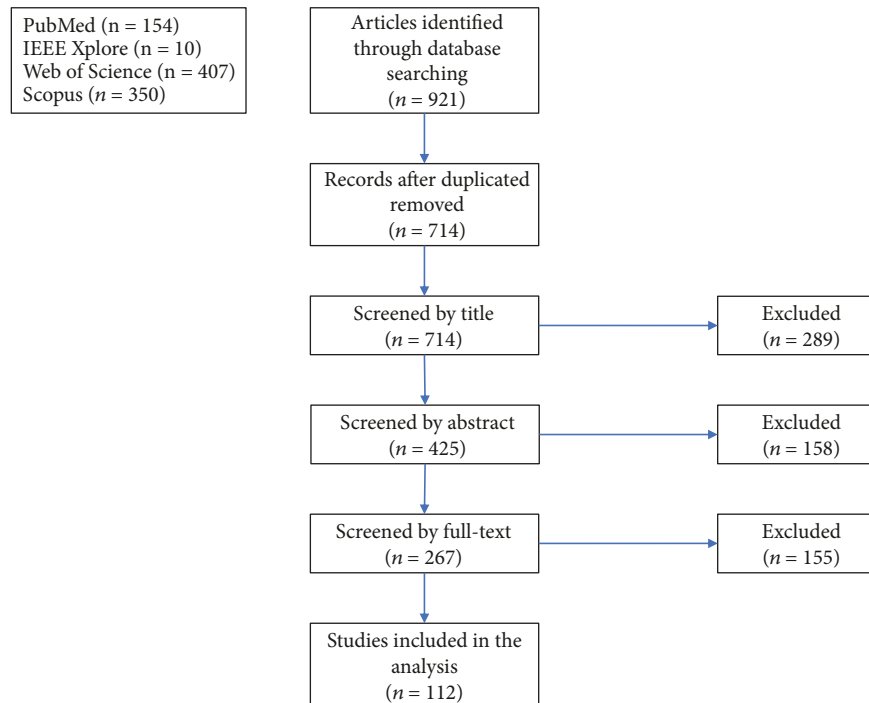 PubMed (n = 154)
IEEE Xplore (n = 10)
Web of Science (n = 407)
Scopus (n = 350)
Articles identified
through database
searching
(n = 921)
Records after duplicated
removed
(n = 714)
Screened by title
(n = 714)
Excluded
(n = 289)
Screened by abstract
(n = 425)
Excluded
(n = 158)
Screened by full-text
(n = 267)
Excluded
(n = 155)
Studies included in the
analysis
(n = 112)